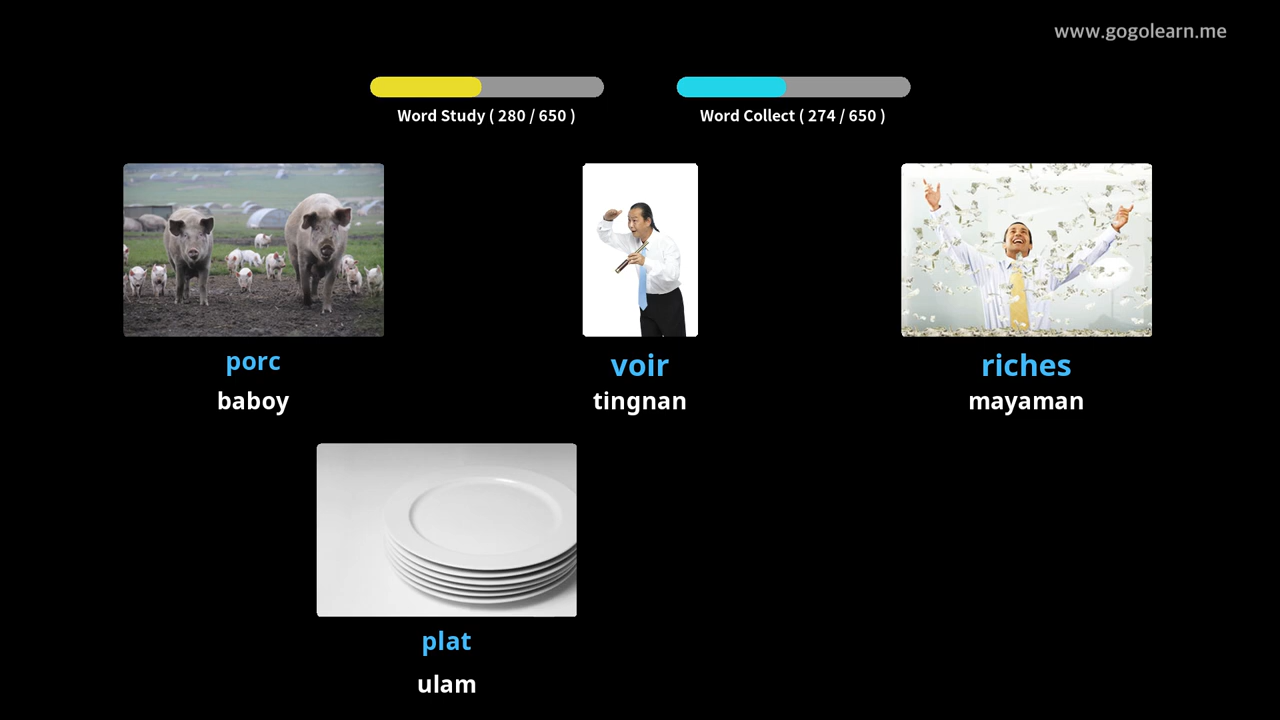 www.gogolearn.me
Word Study ( 280 / 650 )
Word Collect ( 274 / 650 )
porc
baboy
voir
tingnan
riches
mayaman
plat
ulam